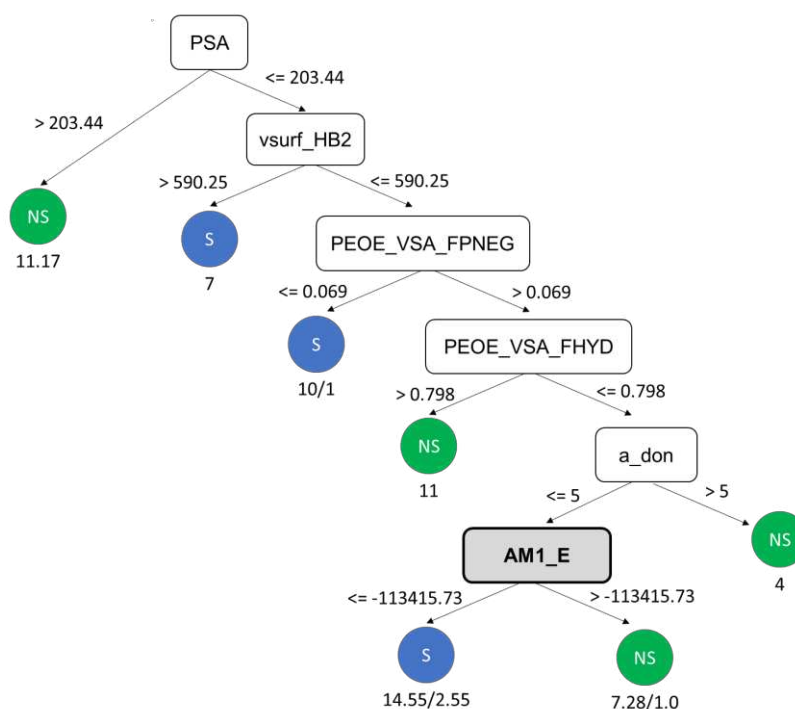 PSA
<= 203.44
> 203.44
vsurf_HB2
> 590.25
<= 590.25
NS
11.17
S
7
PEOE_VSA_FPNEG
<= 0.069
> 0.069
S
10/1
PEOE_VSA_FHYD
> 0.798
<= 0.798
NS
11
a_don
<= 5
> 5
AM1_E
NS
4
<= -113415.73
> -113415.73
S
NS
14.55/2.55
7.28/1.0